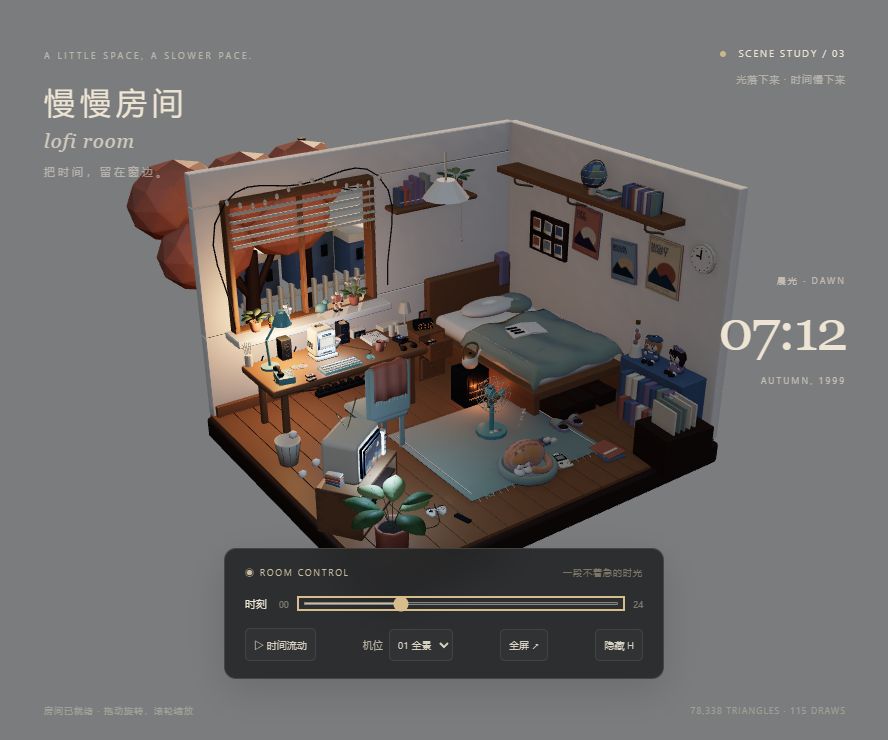 A LITTLE SPACE, A SLOWER PACE.
慢慢房间
lofi room
把时间，留在窗边。
SCENE STUDY / 03
光落下来 · 时间慢下来
晨光 - DAWN
07:12
AUTUMN, 1999
ROOM CONTROL
一段不着急的时光
时刻 00 24
▷ 时间流动 机位 01 全景 全屏 ↗ 隐藏 H
房间已就绪 · 拖动旋转，滚轮缩放
78,338 TRIANGLES · 115 DRAWS